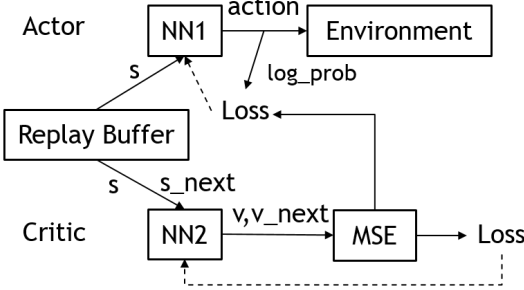 action
Actor
NN1
Environment
s
log_prob
Loss
Replay Buffer
s
s_next
v,v_next
Critic
NN2
MSE
Loss